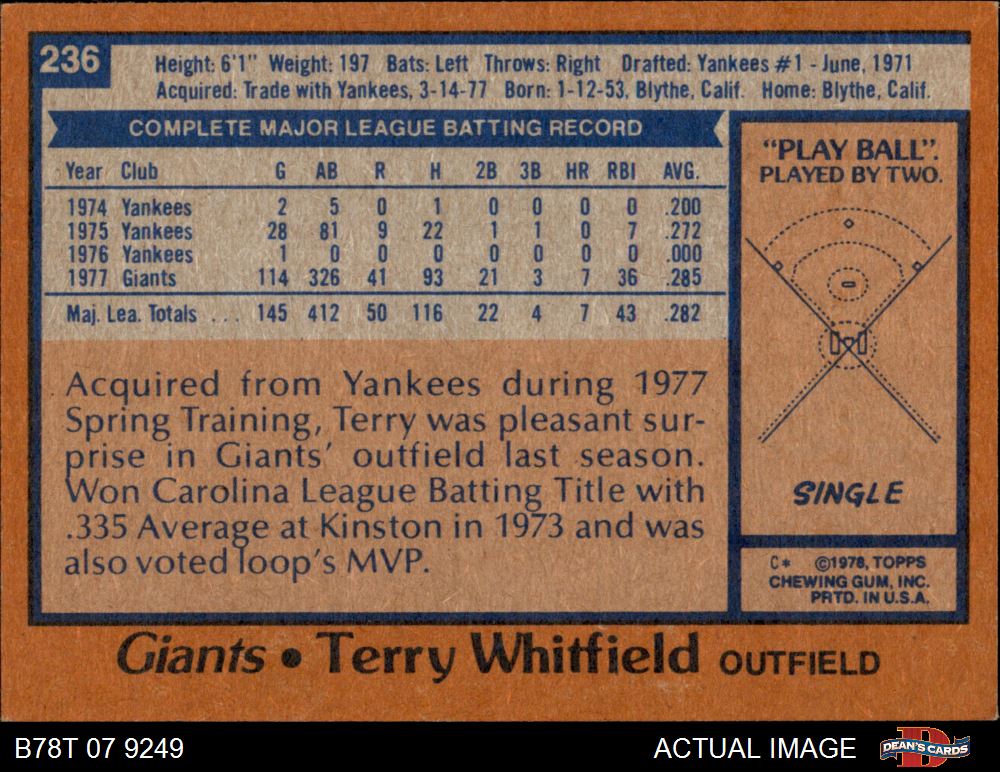 236
Height: 6'1" Weight: 197 Bats: Left Throws: Right Drafted: Yankees #1 - June, 1971
Acquired: Trade with Yankees, 3-14-77 Born: 1-12-53, Blythe, Calif. Home: Blythe, Calif.
COMPLETE MAJOR LEAGUE BATTING RECORD
Year Club G AB R H 2B 3B HR RBI AVG.
1974 Yankees 2 5 0 1 0 0 0 0 .200
1975 Yankees 28 81 9 22 1 1 0 7 .272
1976 Yankees 1 0 0 0 0 0 0 0 .000
1977 Giants 114 326 41 93 21 3 7 36 .285
Maj. Lea. Totals ... 145 412 50 116 22 4 7 43 .282
Acquired from Yankees during 1977
Spring Training, Terry was pleasant sur-
prise in Giants' outfield last season.
Won Carolina League Batting Title with
.335 Average at Kinston in 1973 and was
also voted loop's MVP.
"PLAY BALL".
PLAYED BY TWO.
SINGLE
C* ©1978, TOPPS
CHEWING GUM, INC.
PRTD. IN U.S.A.
Giants • Terry Whitfield OUTFIELD
B78T 07 9249 ACTUAL IMAGE
D
DEAN'S CARDS